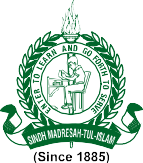 ENTER TO LEARN AND GO FORTH TO SERVE
SINDH MADRESAH-TUL-ISLAM
(Since 1885)